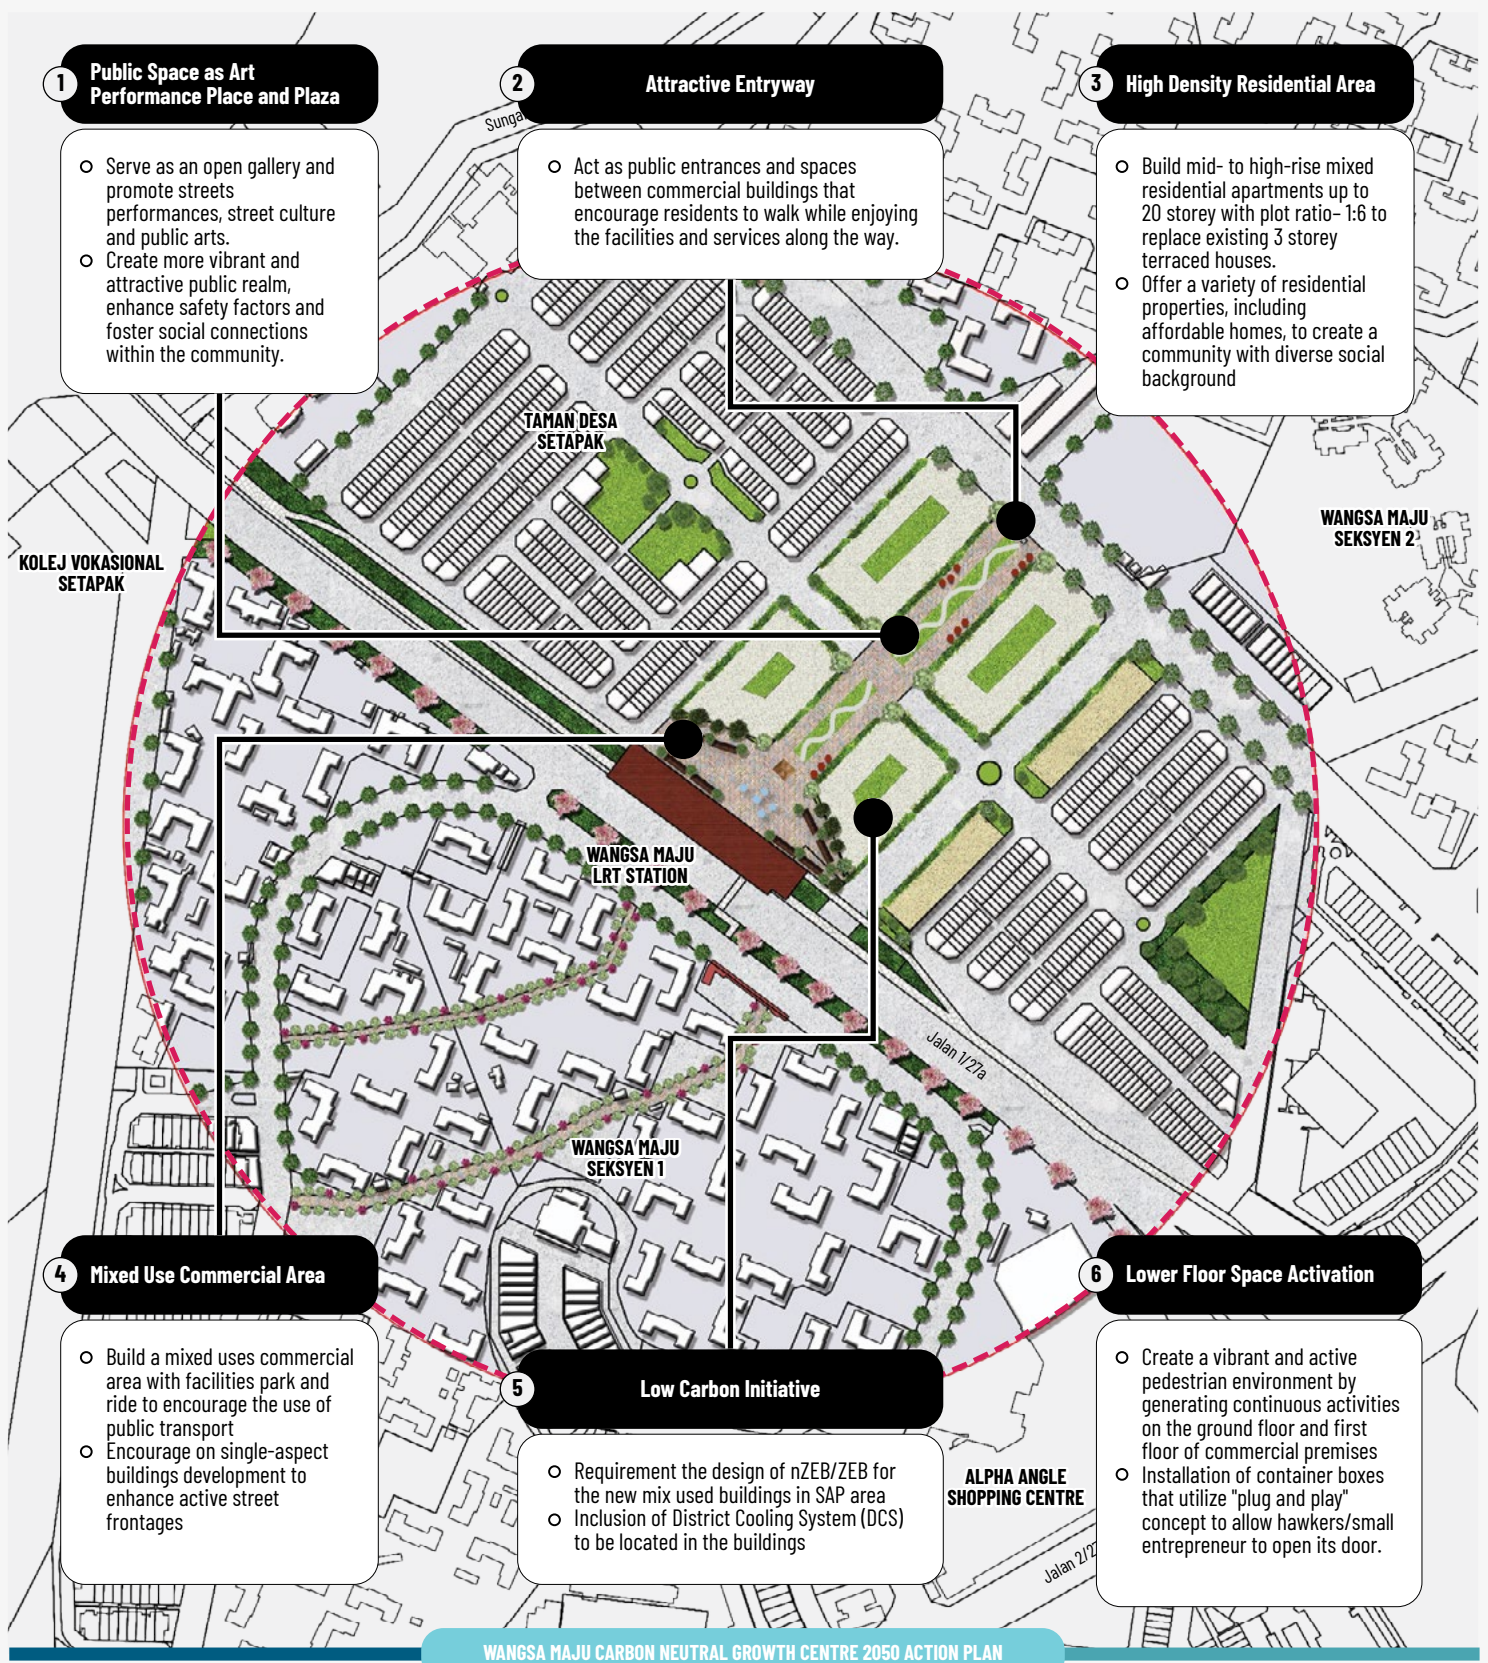 1
Public Space as Art
Performance Place and Plaza
Serve as an open gallery and
promote streets
performances, street culture
and public arts.
Create more vibrant and
attractive public realm,
enhance safety factors and
foster social connections
within the community.
2
Attractive Entryway
Act as public entrances and spaces
between commercial buildings that
encourage residents to walk while enjoying
the facilities and services along the way.
3
High Density Residential Area
Build mid- to high-rise mixed
residential apartments up to
20 storey with plot ratio– 1:6 to
replace existing 3 storey
terraced houses.
Offer a variety of residential
properties, including
affordable homes, to create a
community with diverse social
background
TAMAN DESA
SETAPAK
KOLEJ VOKASIONAL
SETAPAK
WANGSA MAJU
SEKSYEN 2
WANGSA MAJU
LRT STATION
Jalan 1/27a
WANGSA MAJU
SEKSYEN 1
4
Mixed Use Commercial Area
Build a mixed uses commercial
area with facilities park and
ride to encourage the use of
public transport
Encourage on single-aspect
buildings development to
enhance active street
frontages
5
Low Carbon Initiative
Requirement the design of nZEB/ZEB for
the new mix used buildings in SAP area
Inclusion of District Cooling System (DCS)
to be located in the buildings
ALPHA ANGLE
SHOPPING CENTRE
Jalan
6
Lower Floor Space Activation
Create a vibrant and active
pedestrian environment by
generating continuous activities
on the ground floor and first
floor of commercial premises
Installation of container boxes
that utilize "plug and play"
concept to allow hawkers/small
entrepreneur to open its door.
WANGSA MAJU CARBON NEUTRAL GROWTH CENTRE 2050 ACTION PLAN